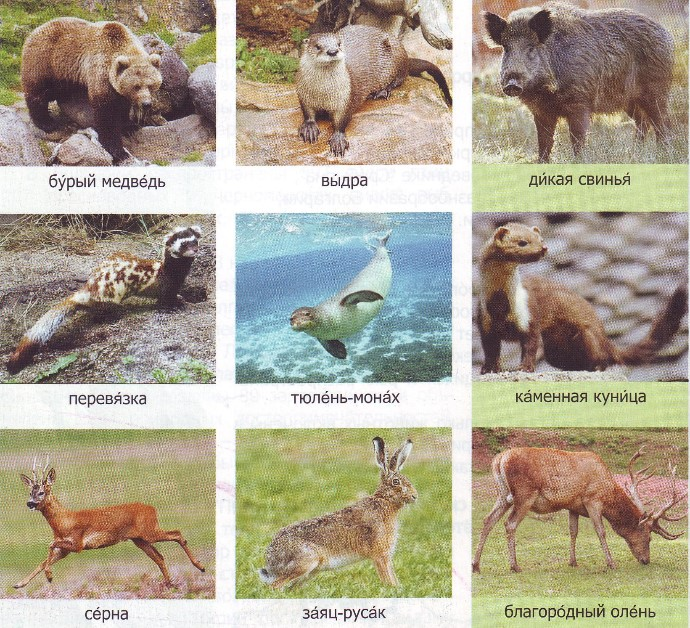 бу́рый медве́дь
вы́дра
ди́кая свинья́
перевя́зка
тюле́нь-мона́х
ка́менная куни́ца
се́рна
за́яц-руса́к
благоро́дный оле́нь